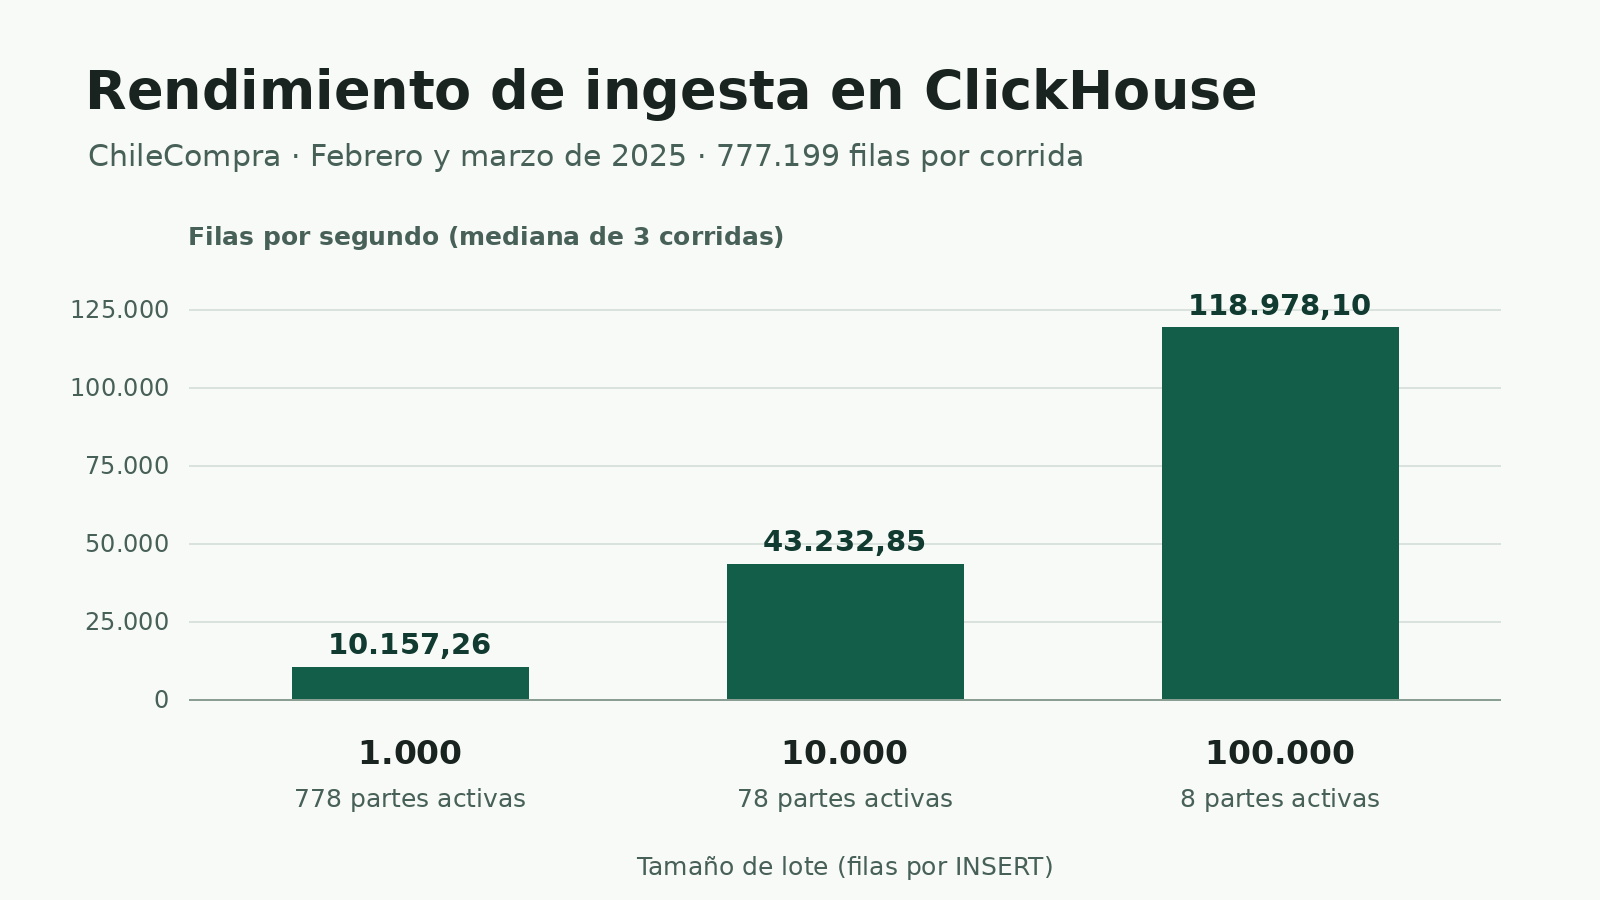 Rendimiento de ingesta en ClickHouse
ChileCompra · Febrero y marzo de 2025 · 777.199 filas por corrida
Filas por segundo (mediana de 3 corridas)
125.000
100.000
75.000
50.000
25.000
0
10.157,26
43.232,85
118.978,10
1.000
10.000
100.000
778 partes activas
78 partes activas
8 partes activas
Tamaño de lote (filas por INSERT)